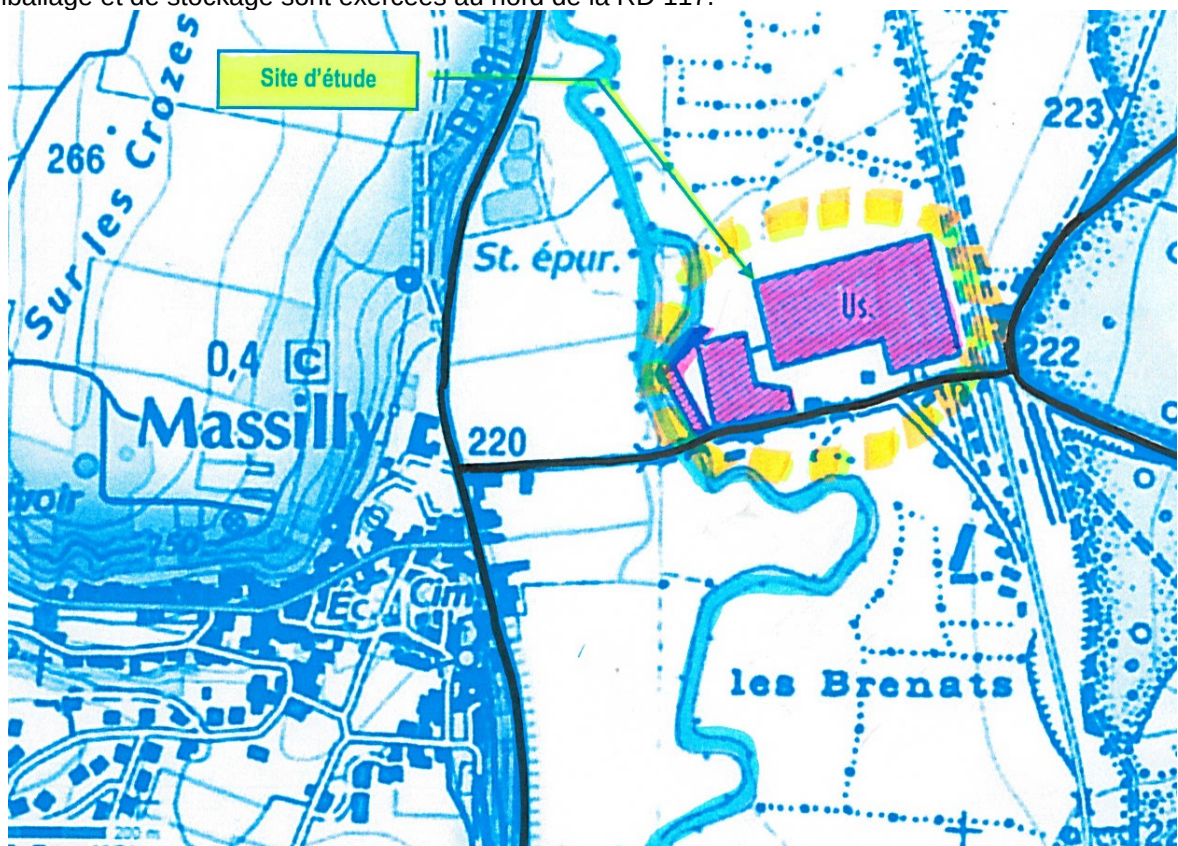 et de stockage sont exercées au nord de la RD 117.
Site d'étude
266
Sur les Crozes
223
St. épur.
Us.
0,4 C
222
Massilly
220
Éc
Cim
les Brenats
200 m